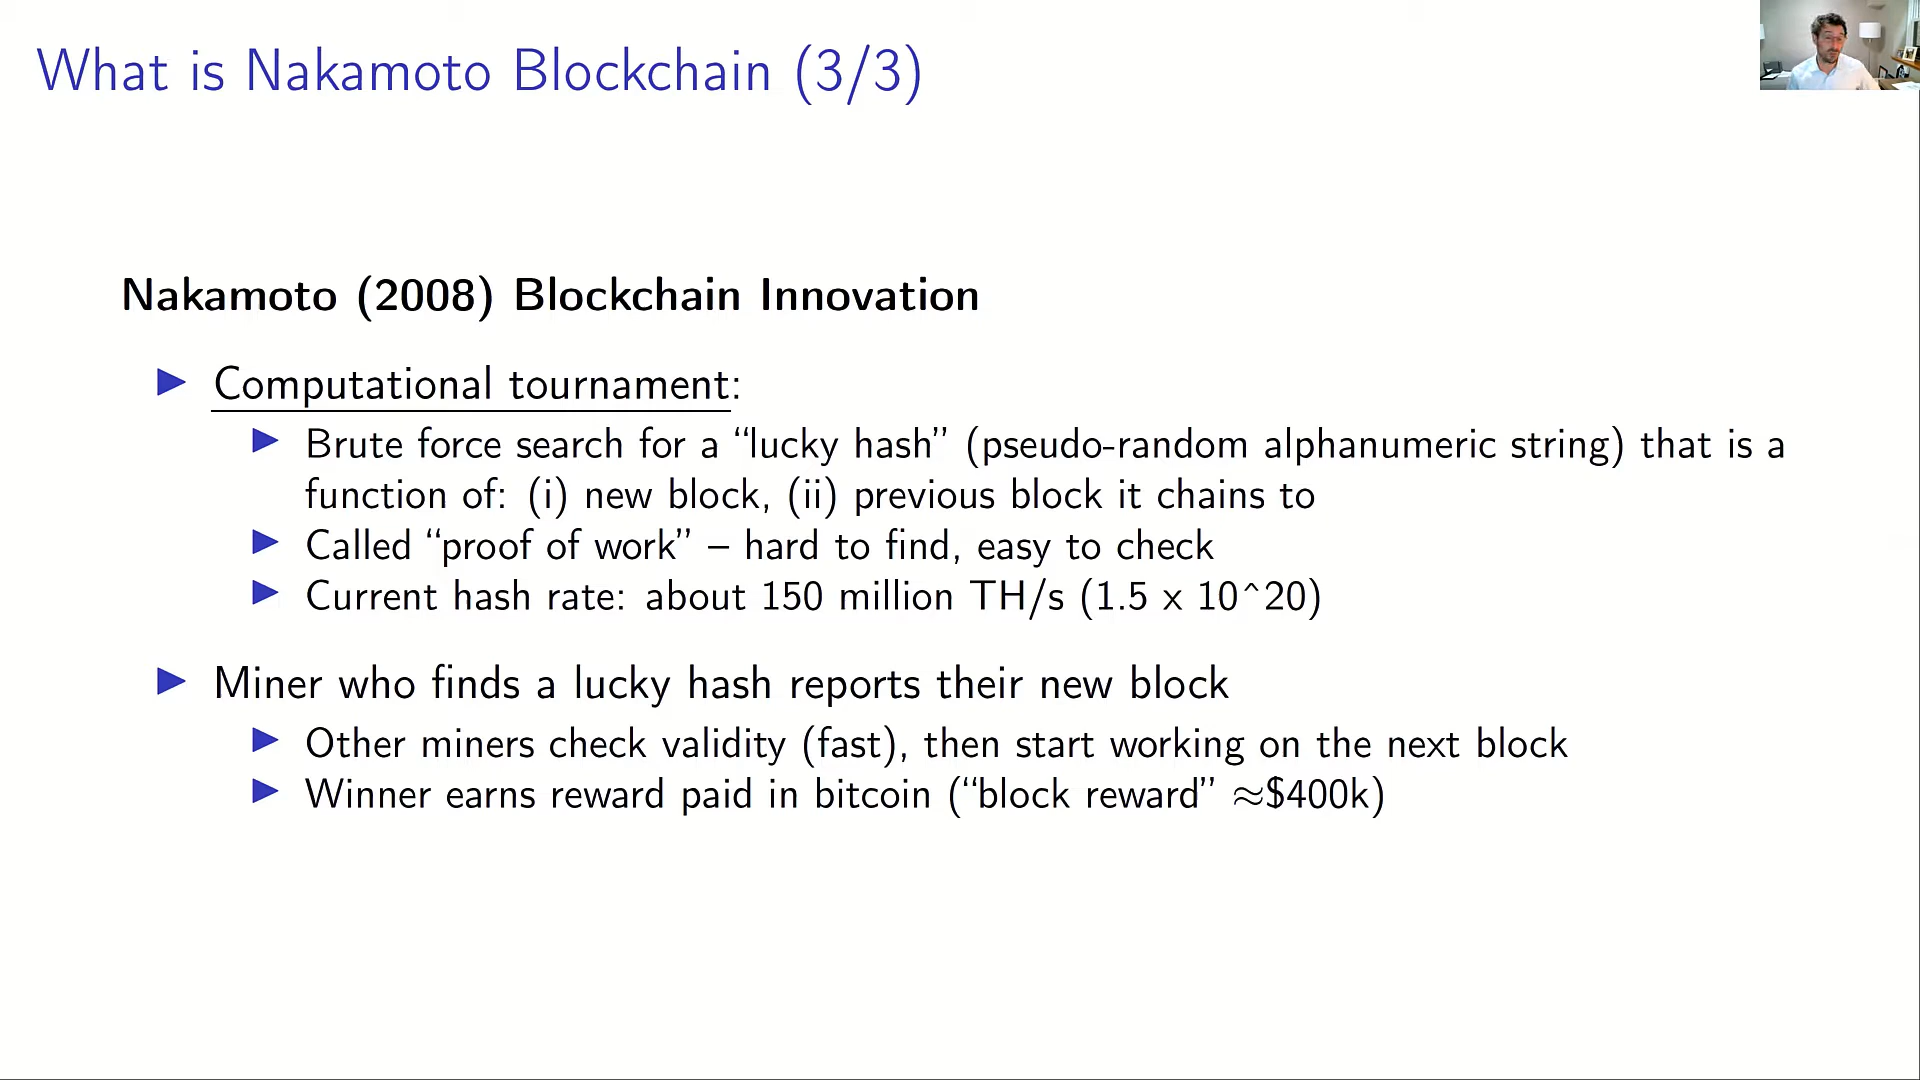 What is Nakamoto Blockchain (3/3)
Nakamoto (2008) Blockchain Innovation
Computational tournament:
Brute force search for a “lucky hash” (pseudo-random alphanumeric string) that is a
function of: (i) new block, (ii) previous block it chains to
Called “proof of work” – hard to find, easy to check
Current hash rate: about 150 million TH/s (1.5 x 10^20)
Miner who finds a lucky hash reports their new block
Other miners check validity (fast), then start working on the next block
Winner earns reward paid in bitcoin (“block reward” ≈$400k)